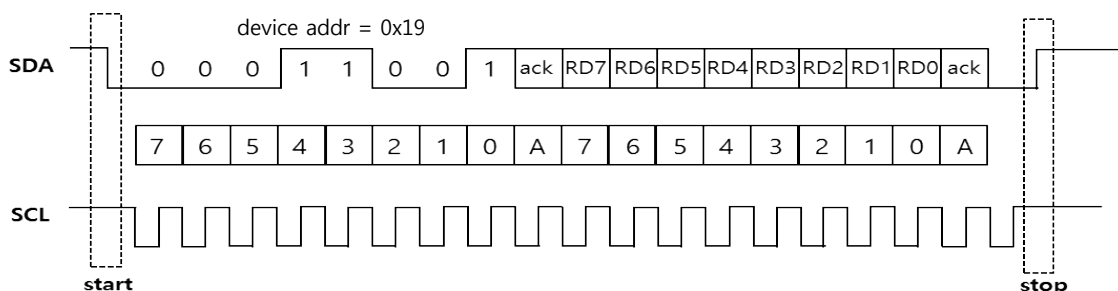 device addr = 0x19
SDA 0 0 0 1 1 0 0 1 ack RD7 RD6 RD5 RD4 RD3 RD2 RD1 RD0 ack
7 6 5 4 3 2 1 0 A 7 6 5 4 3 2 1 0 A
SCL
start stop